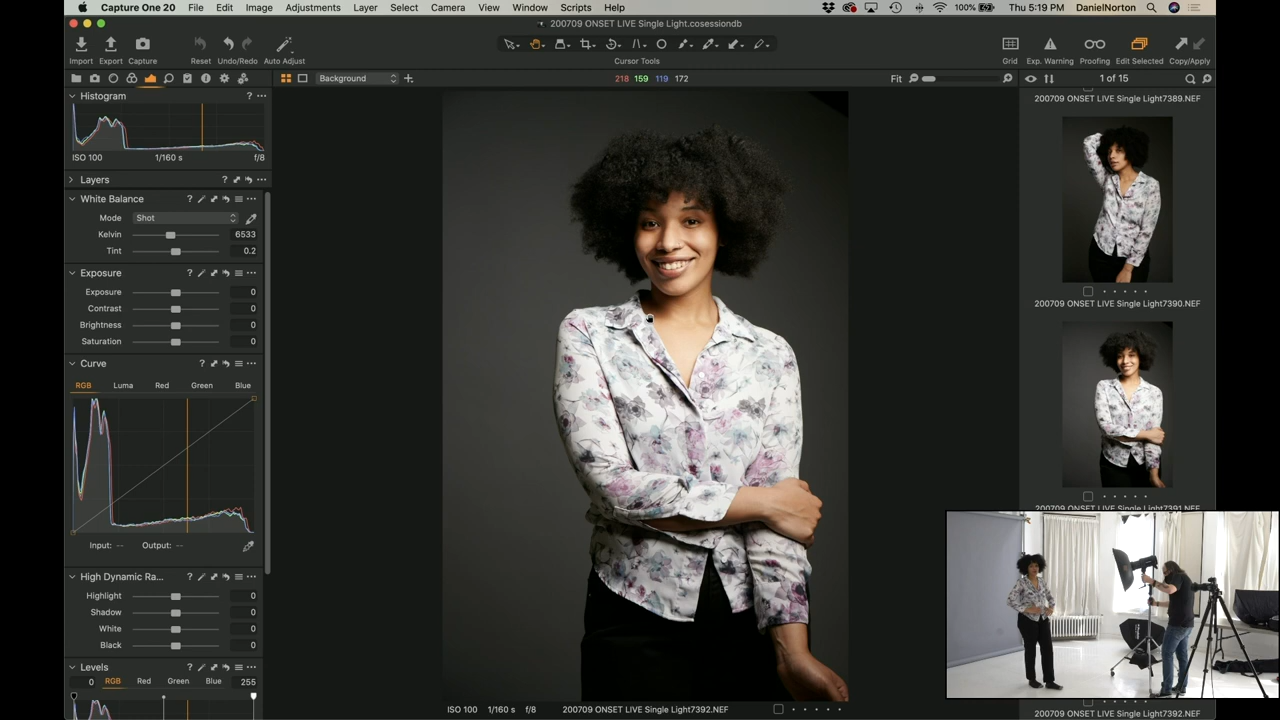 Capture One 20 File Edit Image Adjustments Layer Select Camera View Window Scripts Help 100% Thu 5:19 PM DanielNorton
200709 ONSET LIVE Single Light.cosessiondb
Import Export Capture Reset Undo/Redo Auto Adjust Cursor Tools Grid Exp. Warning Proofing Edit Selected Copy/Apply
Background 218 159 119 172 Fit 1 of 15
Histogram ? ...
ISO 100 1/160 s f/8
Layers ? ...
White Balance ? ...
Mode Shot
Kelvin 6533
Tint 0.2
Exposure ? ...
Exposure 0
Contrast 0
Brightness 0
Saturation 0
Curve ? ...
RGB Luma Red Green Blue
Input: -- Output: --
High Dynamic Ra... ? ...
Highlight 0
Shadow 0
White 0
Black 0
Levels ? ...
0 RGB Red Green Blue 255
ISO 100 1/160 s f/8 200709 ONSET LIVE Single Light7392.NEF
200709 ONSET LIVE Single Light7389.NEF
200709 ONSET LIVE Single Light7390.NEF
200709 ONSET LIVE Single Light7391.NEF
200709 ONSET LIVE Single Light7392.NEF